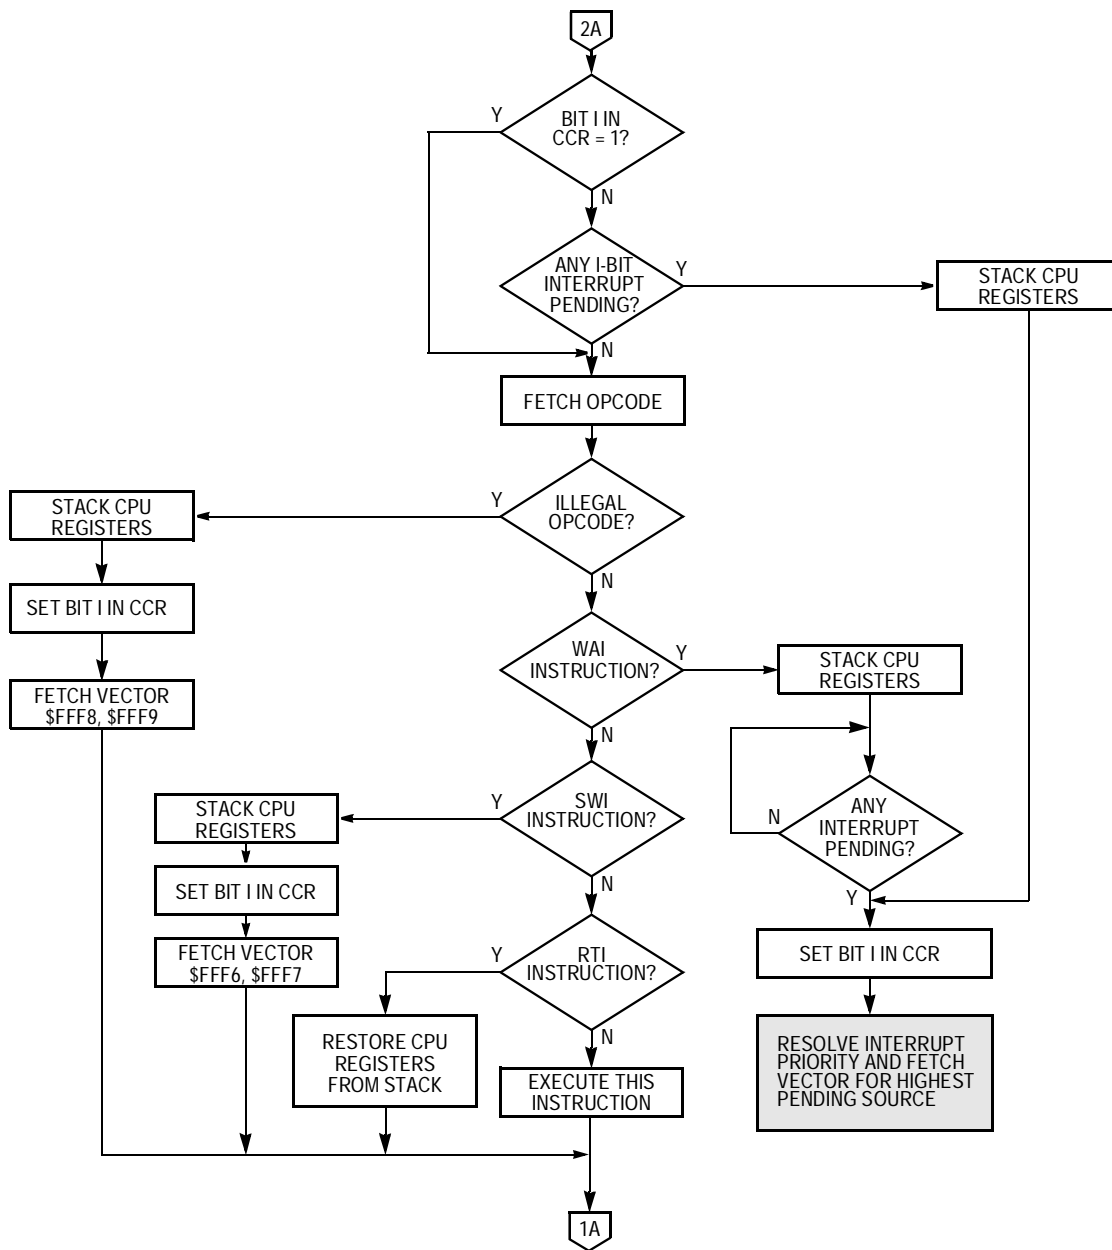 2A
Y
BIT I IN
CCR = 1?
N
ANY I-BIT
INTERRUPT
PENDING?
Y
STACK CPU
REGISTERS
N
FETCH OPCODE
Y
ILLEGAL
OPCODE?
STACK CPU
REGISTERS
N
SET BIT I IN CCR
WAI
INSTRUCTION?
Y
STACK CPU
REGISTERS
FETCH VECTOR
$FFF8, $FFF9
N
Y
SWI
INSTRUCTION?
STACK CPU
REGISTERS
N
ANY
INTERRUPT
PENDING?
N
SET BIT I IN CCR
Y
FETCH VECTOR
$FFF6, $FFF7
Y
RTI
INSTRUCTION?
SET BIT I IN CCR
N
RESTORE CPU
REGISTERS
FROM STACK
EXECUTE THIS
INSTRUCTION
RESOLVE INTERRUPT
PRIORITY AND FETCH
VECTOR FOR HIGHEST
PENDING SOURCE
1A